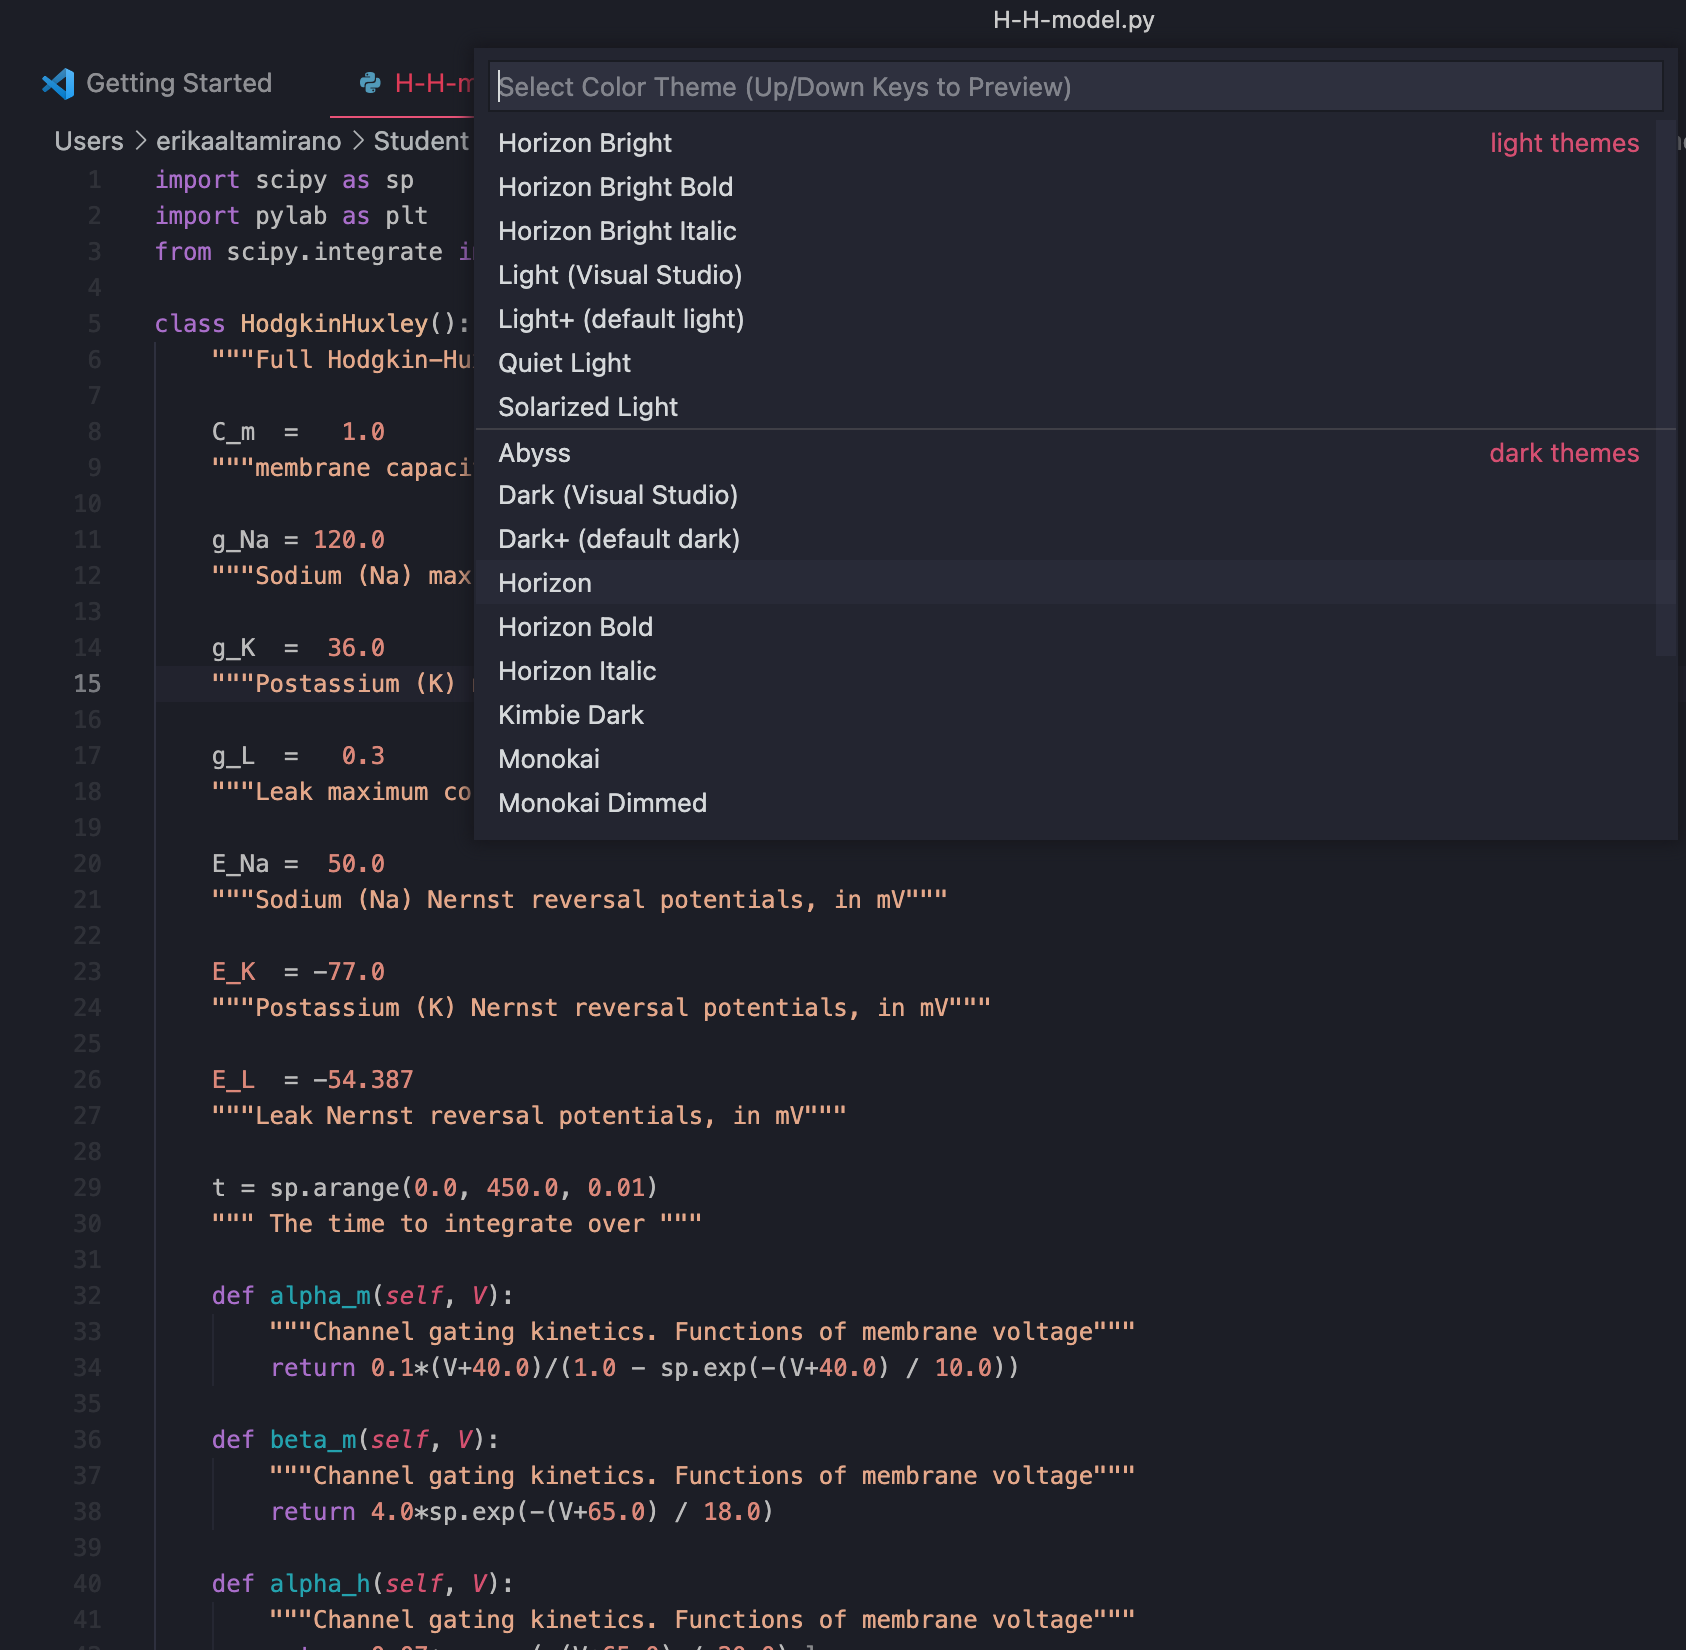 H-H-model.py
Getting Started
H-H-m
Select Color Theme (Up/Down Keys to Preview)
Users > erikaaltamirano > Student
Horizon Bright light themes
Horizon Bright Bold
Horizon Bright Italic
Light (Visual Studio)
Light+ (default light)
Quiet Light
Solarized Light
Abyss dark themes
Dark (Visual Studio)
Dark+ (default dark)
Horizon
Horizon Bold
Horizon Italic
Kimbie Dark
Monokai
Monokai Dimmed
1 import scipy as sp
2 import pylab as plt
3 from scipy.integrate
4
5 class HodgkinHuxley():
6 """Full Hodgkin-Hu
7
8 C_m = 1.0
9 """membrane capaci
10
11 g_Na = 120.0
12 """Sodium (Na) max
13
14 g_K = 36.0
15 """Postassium (K)
16
17 g_L = 0.3
18 """Leak maximum co
19
20 E_Na = 50.0
21 """Sodium (Na) Nernst reversal potentials, in mV"""
22
23 E_K = -77.0
24 """Postassium (K) Nernst reversal potentials, in mV"""
25
26 E_L = -54.387
27 """Leak Nernst reversal potentials, in mV"""
28
29 t = sp.arange(0.0, 450.0, 0.01)
30 """ The time to integrate over """
31
32 def alpha_m(self, V):
33 """Channel gating kinetics. Functions of membrane voltage"""
34 return 0.1*(V+40.0)/(1.0 - sp.exp(-(V+40.0) / 10.0))
35
36 def beta_m(self, V):
37 """Channel gating kinetics. Functions of membrane voltage"""
38 return 4.0*sp.exp(-(V+65.0) / 18.0)
39
40 def alpha_h(self, V):
41 """Channel gating kinetics. Functions of membrane voltage"""